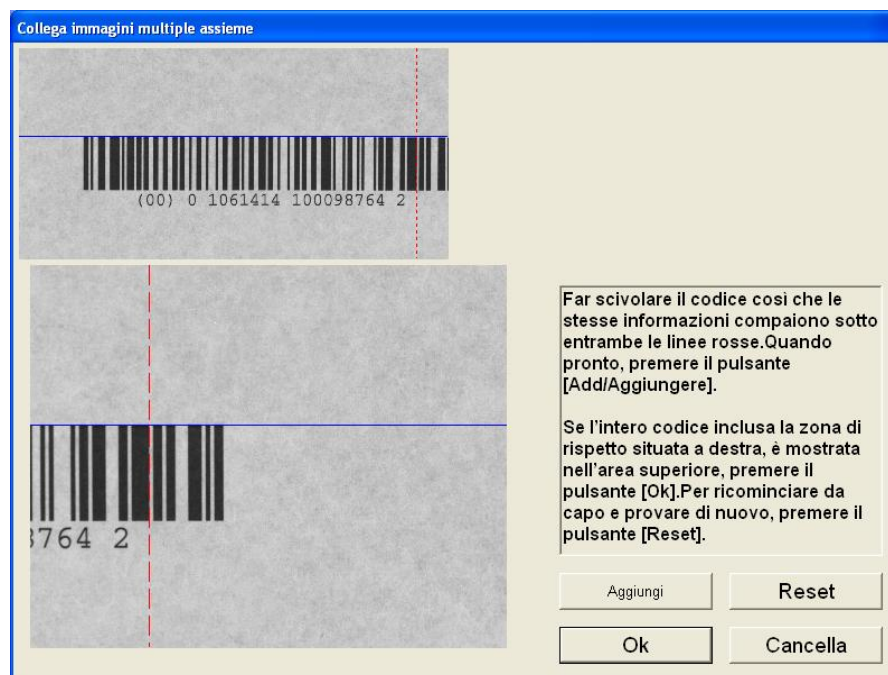 Collega immagini multiple assieme
(00) 0 1061414 100098764 2
3764 2
Far scivolare il codice così che le
stesse informazioni compaiono sotto
entrambe le linee rosse.Quando
pronto, premere il pulsante
[Add/Aggiungere].
Se l'intero codice inclusa la zona di
rispetto situata a destra, è mostrata
nell'area superiore, premere il
pulsante [Ok].Per ricominciare da
capo e provare di nuovo, premere il
pulsante [Reset].
Aggiungi
Reset
Ok
Cancella